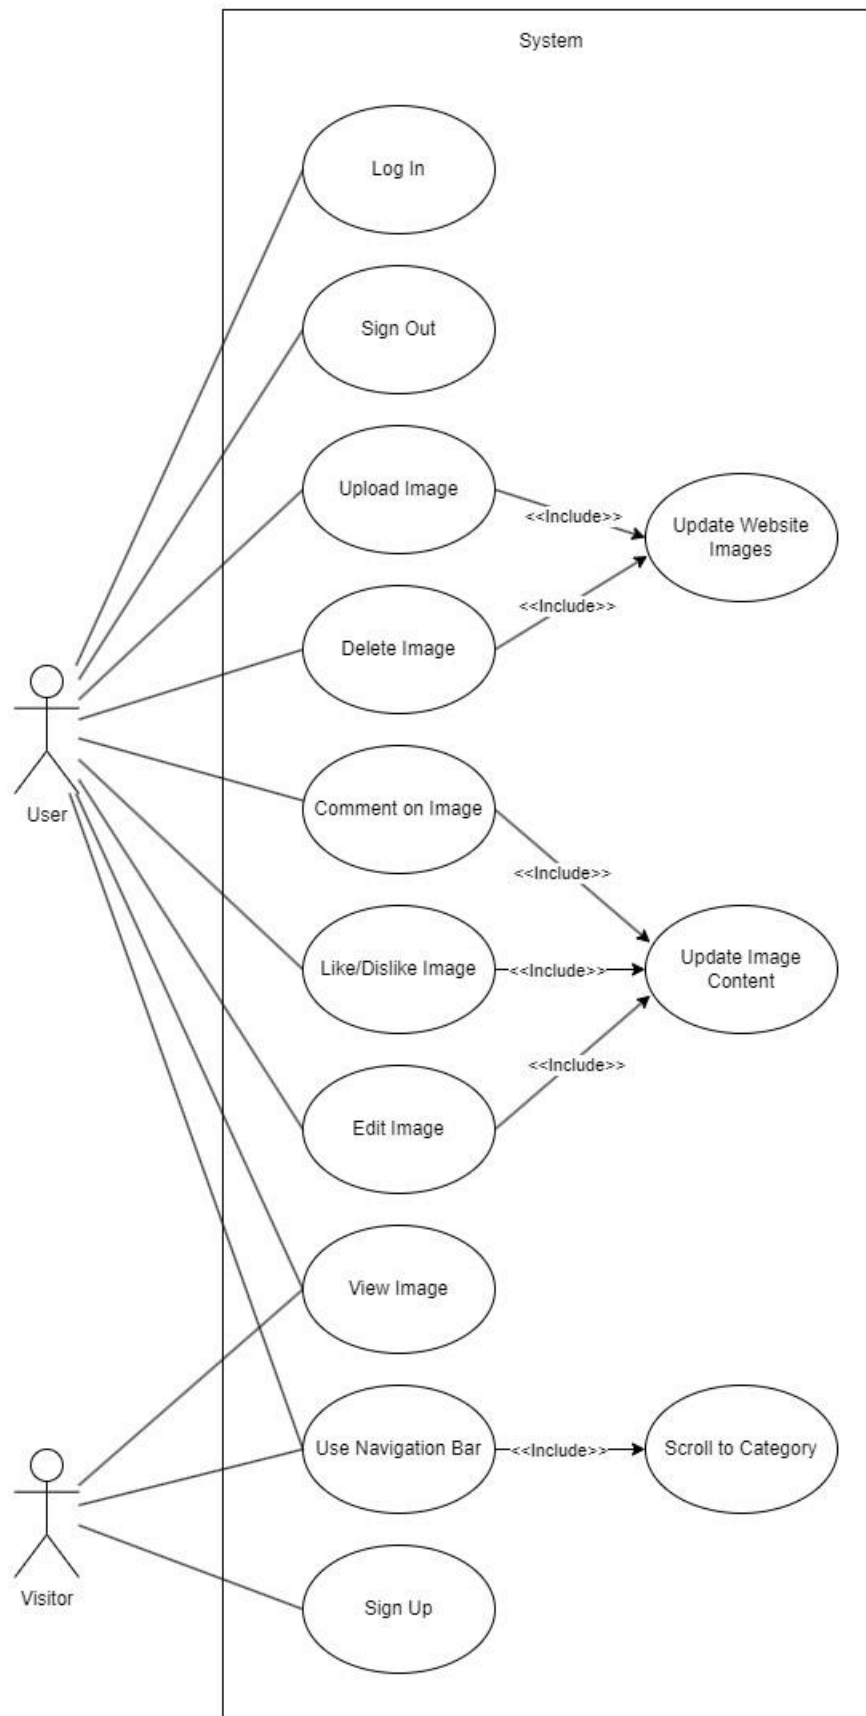 System
Log In
Sign Out
Upload Image
<<Include>>
Update Website
Images
<<Include>>
Delete Image
User
Comment on Image
<<Include>>
Like/Dislike Image
<<Include>>
Update Image
Content
<<Include>>
Edit Image
View Image
Use Navigation Bar
<<Include>>
Scroll to Category
Visitor
Sign Up